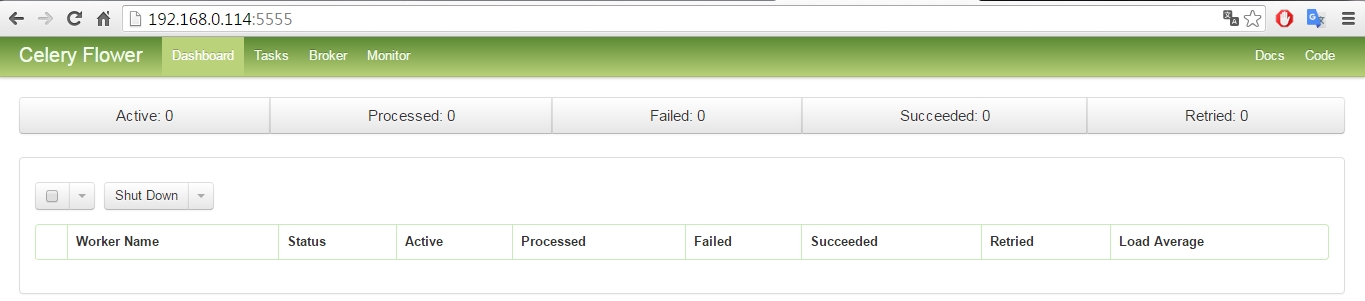 192.168.0.114:5555
Celery Flower Dashboard Tasks Broker Monitor Docs Code
Active: 0 Processed: 0 Failed: 0 Succeeded: 0 Retried: 0
Shut Down
Worker Name Status Active Processed Failed Succeeded Retried Load Average